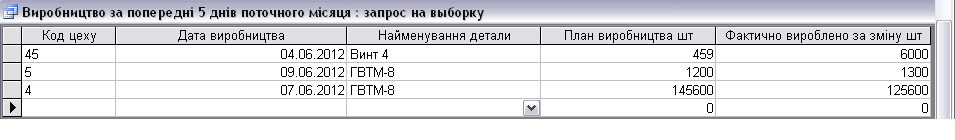 Виробництво за попередні 5 днів поточного місяця : запрос на выборку
Код цеху Дата виробництва Найменування детали План виробництва шт Фактично вироблено за зміну шт
45 04.06.2012 Винт 4 459 6000
5 09.06.2012 ГВТМ-8 1200 1300
4 07.06.2012 ГВТМ-8 145600 125600
0 0